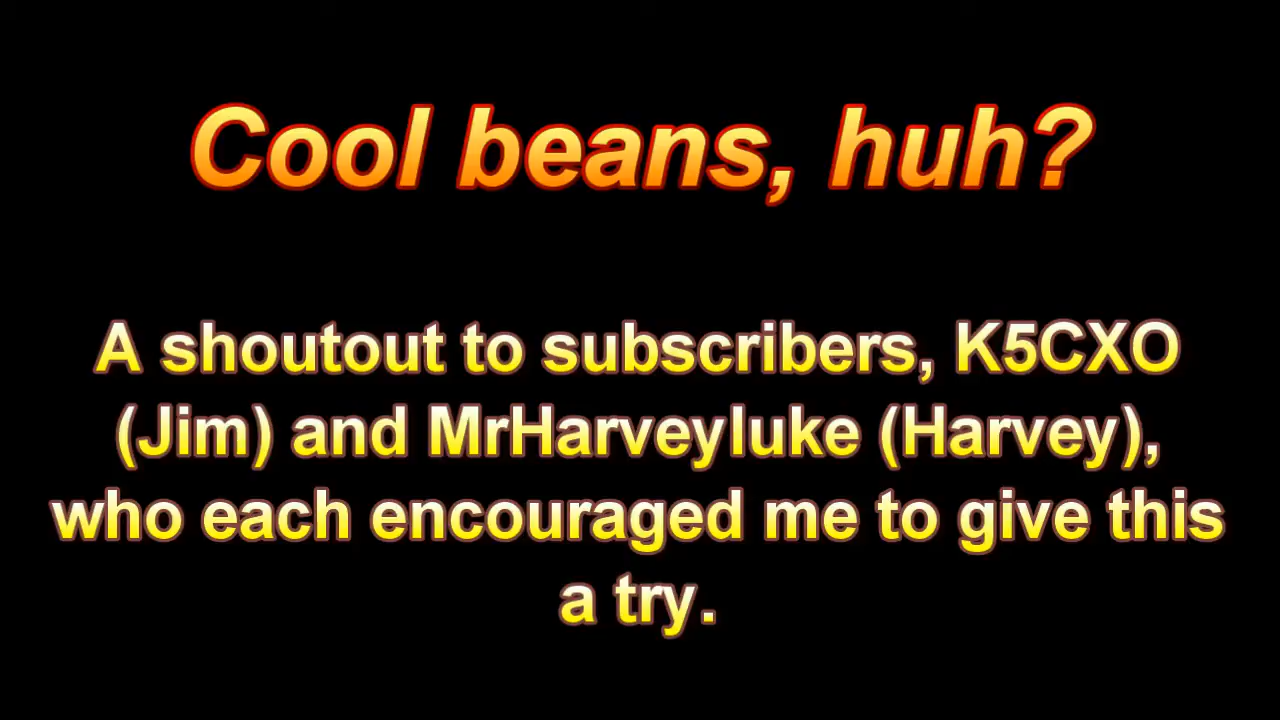 Cool beans, huh?
A shoutout to subscribers, K5CXO
(Jim) and MrHarveyluke (Harvey),
who each encouraged me to give this
a try.